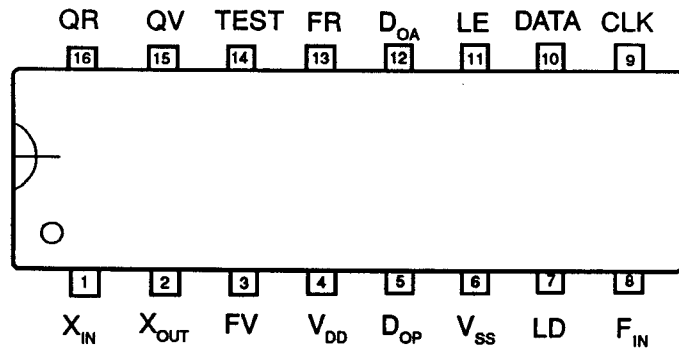 QR QV TEST FR DOA LE DATA CLK
16 15 14 13 12 11 10 9
1 2 3 4 5 6 7 8
XIN XOUT FV VDD DOP VSS LD FIN